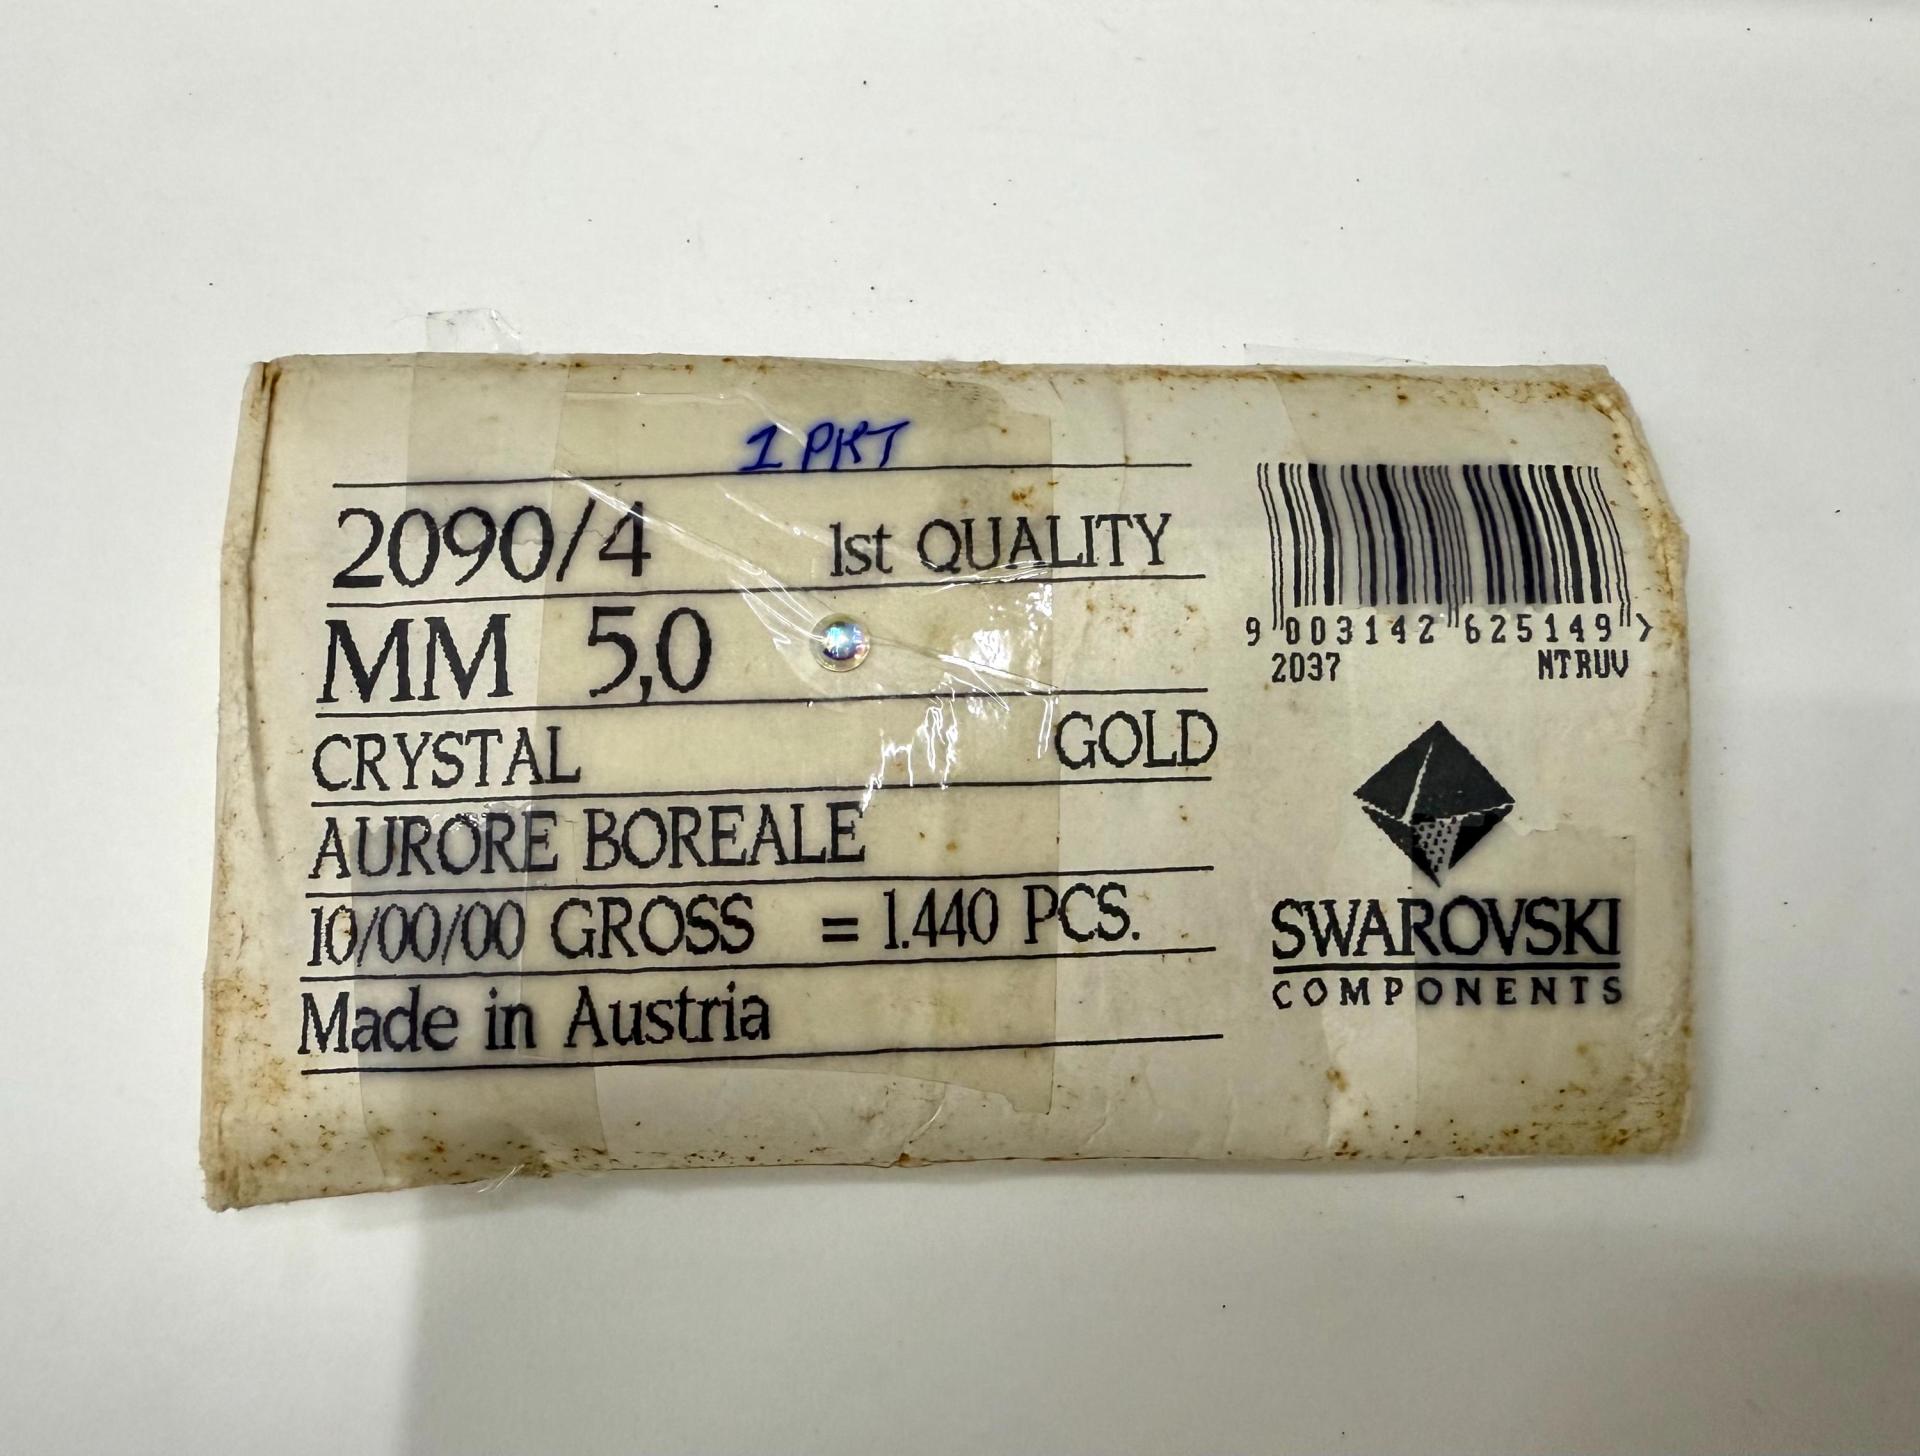 1 PKT
2090/4 1st QUALITY
MM 5,0
CRYSTAL GOLD
AURORE BOREALE
10/00/00 GROSS = 1.440 PCS.
Made in Austria
9 003142 625149 >
2037 NTRUV
SWAROVSKI
COMPONENTS